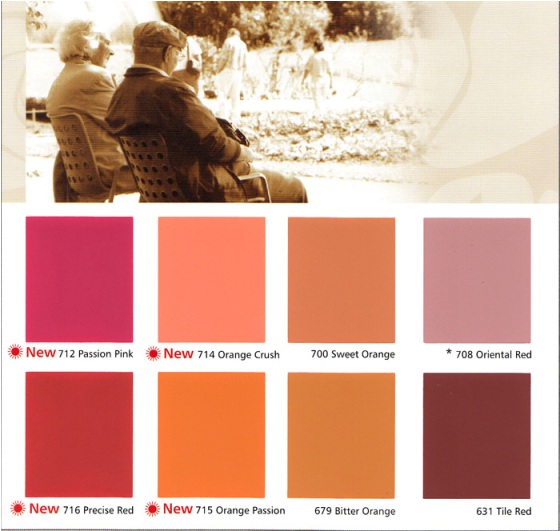 New 712 Passion Pink
New 714 Orange Crush
700 Sweet Orange
* 708 Oriental Red
New 716 Precise Red
New 715 Orange Passion
679 Bitter Orange
631 Tile Red